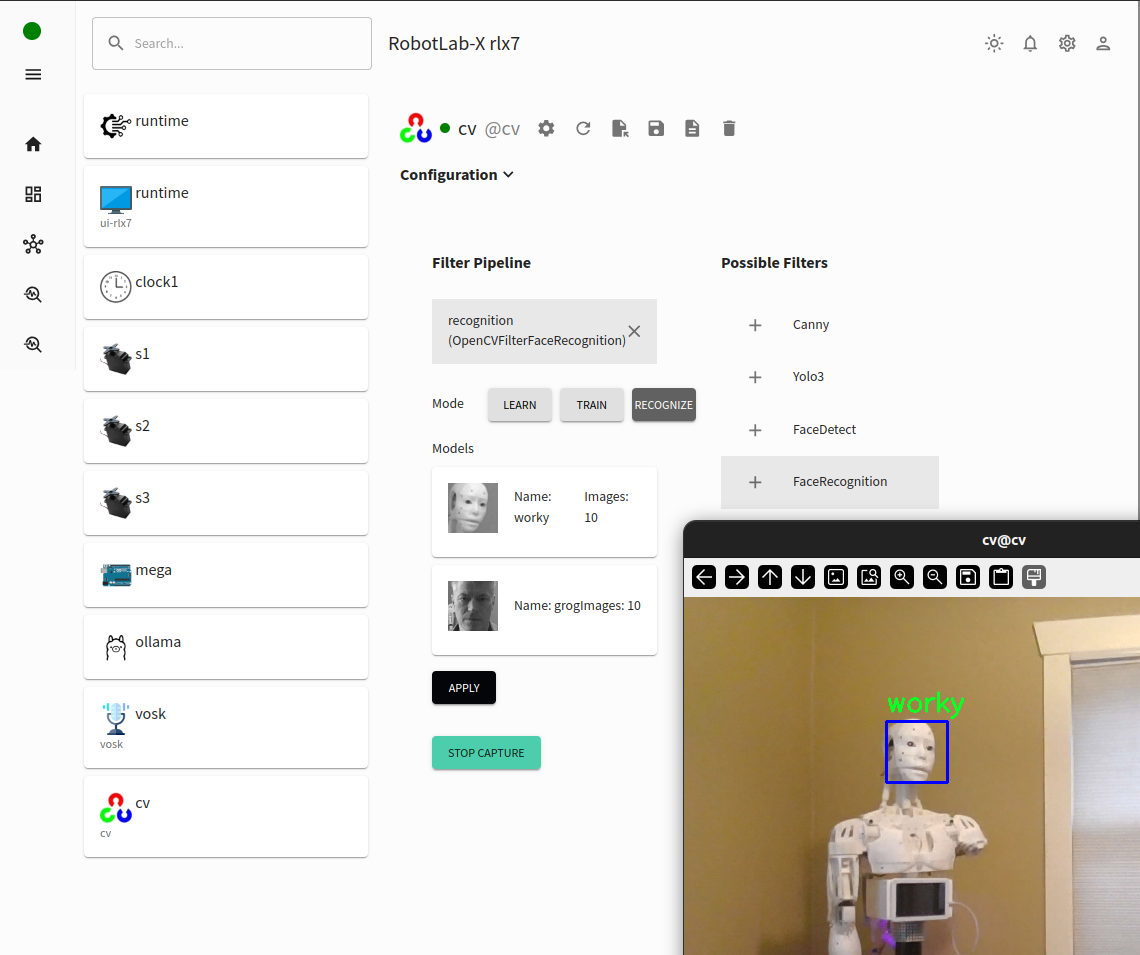 Search...
RobotLab-X rlx7
runtime
runtime
ui-rlx7
clock1
s1
s2
s3
mega
ollama
vosk
vosk
cv
cv
cv @cv
Configuration
Filter Pipeline
recognition
(OpenCVFilterFaceRecognition)
Mode
LEARN
TRAIN
RECOGNIZE
Models
Name:
worky
Images:
10
Name: grogImages: 10
APPLY
STOP CAPTURE
Possible Filters
Canny
Yolo3
FaceDetect
FaceRecognition
cv@cv
worky